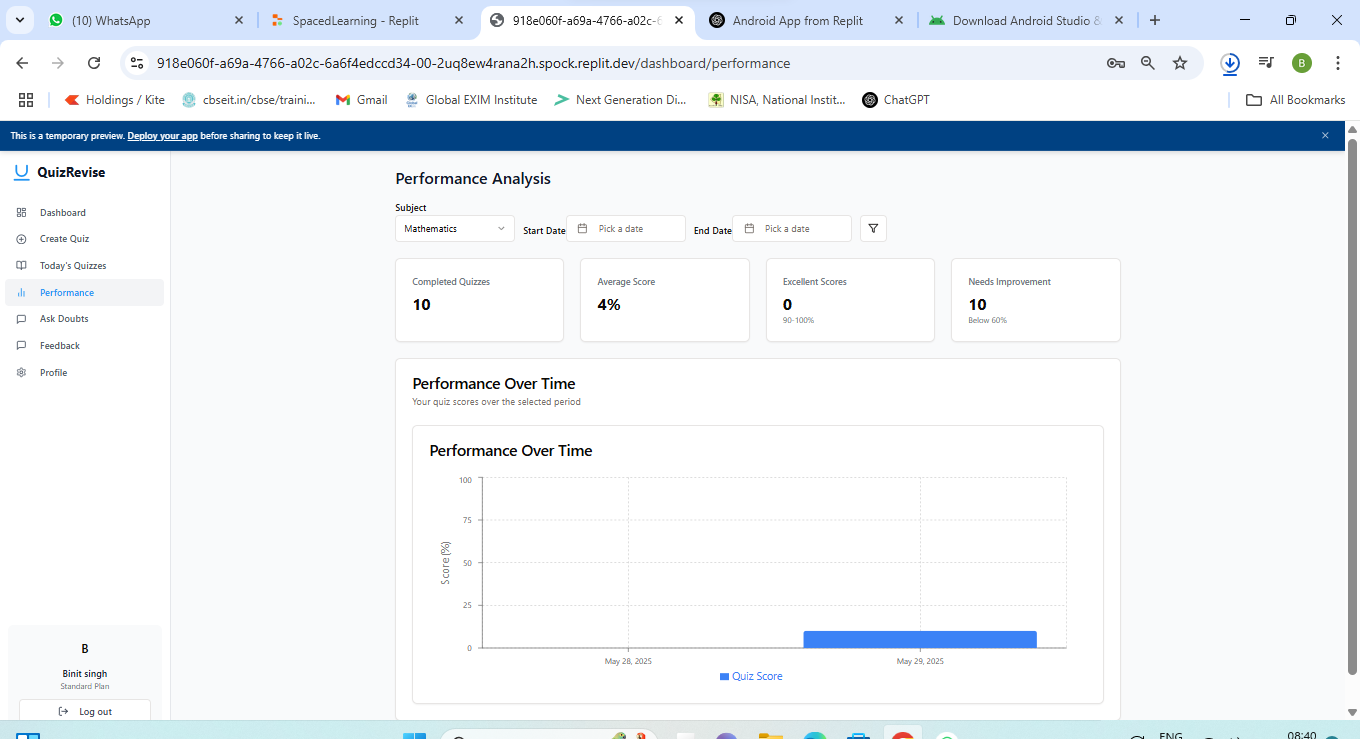 (10) WhatsApp
SpacedLearning - Replit
918e060f-a69a-4766-a02c-6
Android App from Replit
Download Android Studio &
918e060f-a69a-4766-a02c-6a6f4edccd34-00-2uq8ew4rana2h.spock.replit.dev/dashboard/performance
B
Holdings / Kite
cbseit.in/cbse/traini...
Gmail
Global EXIM Institute
Next Generation Di...
NISA, National Instit...
ChatGPT
All Bookmarks
This is a temporary preview. Deploy your app before sharing to keep it live.
QuizRevise
Dashboard
Create Quiz
Today's Quizzes
Performance
Ask Doubts
Feedback
Profile
B
Binit singh
Standard Plan
Log out
Performance Analysis
Subject
Mathematics
Start Date
Pick a date
End Date
Pick a date
Completed Quizzes
10
Average Score
4%
Excellent Scores
0
90-100%
Needs Improvement
10
Below 60%
Performance Over Time
Your quiz scores over the selected period
Performance Over Time
Score (%)
100
75
50
25
0
May 28, 2025
May 29, 2025
Quiz Score
ENG
08:40